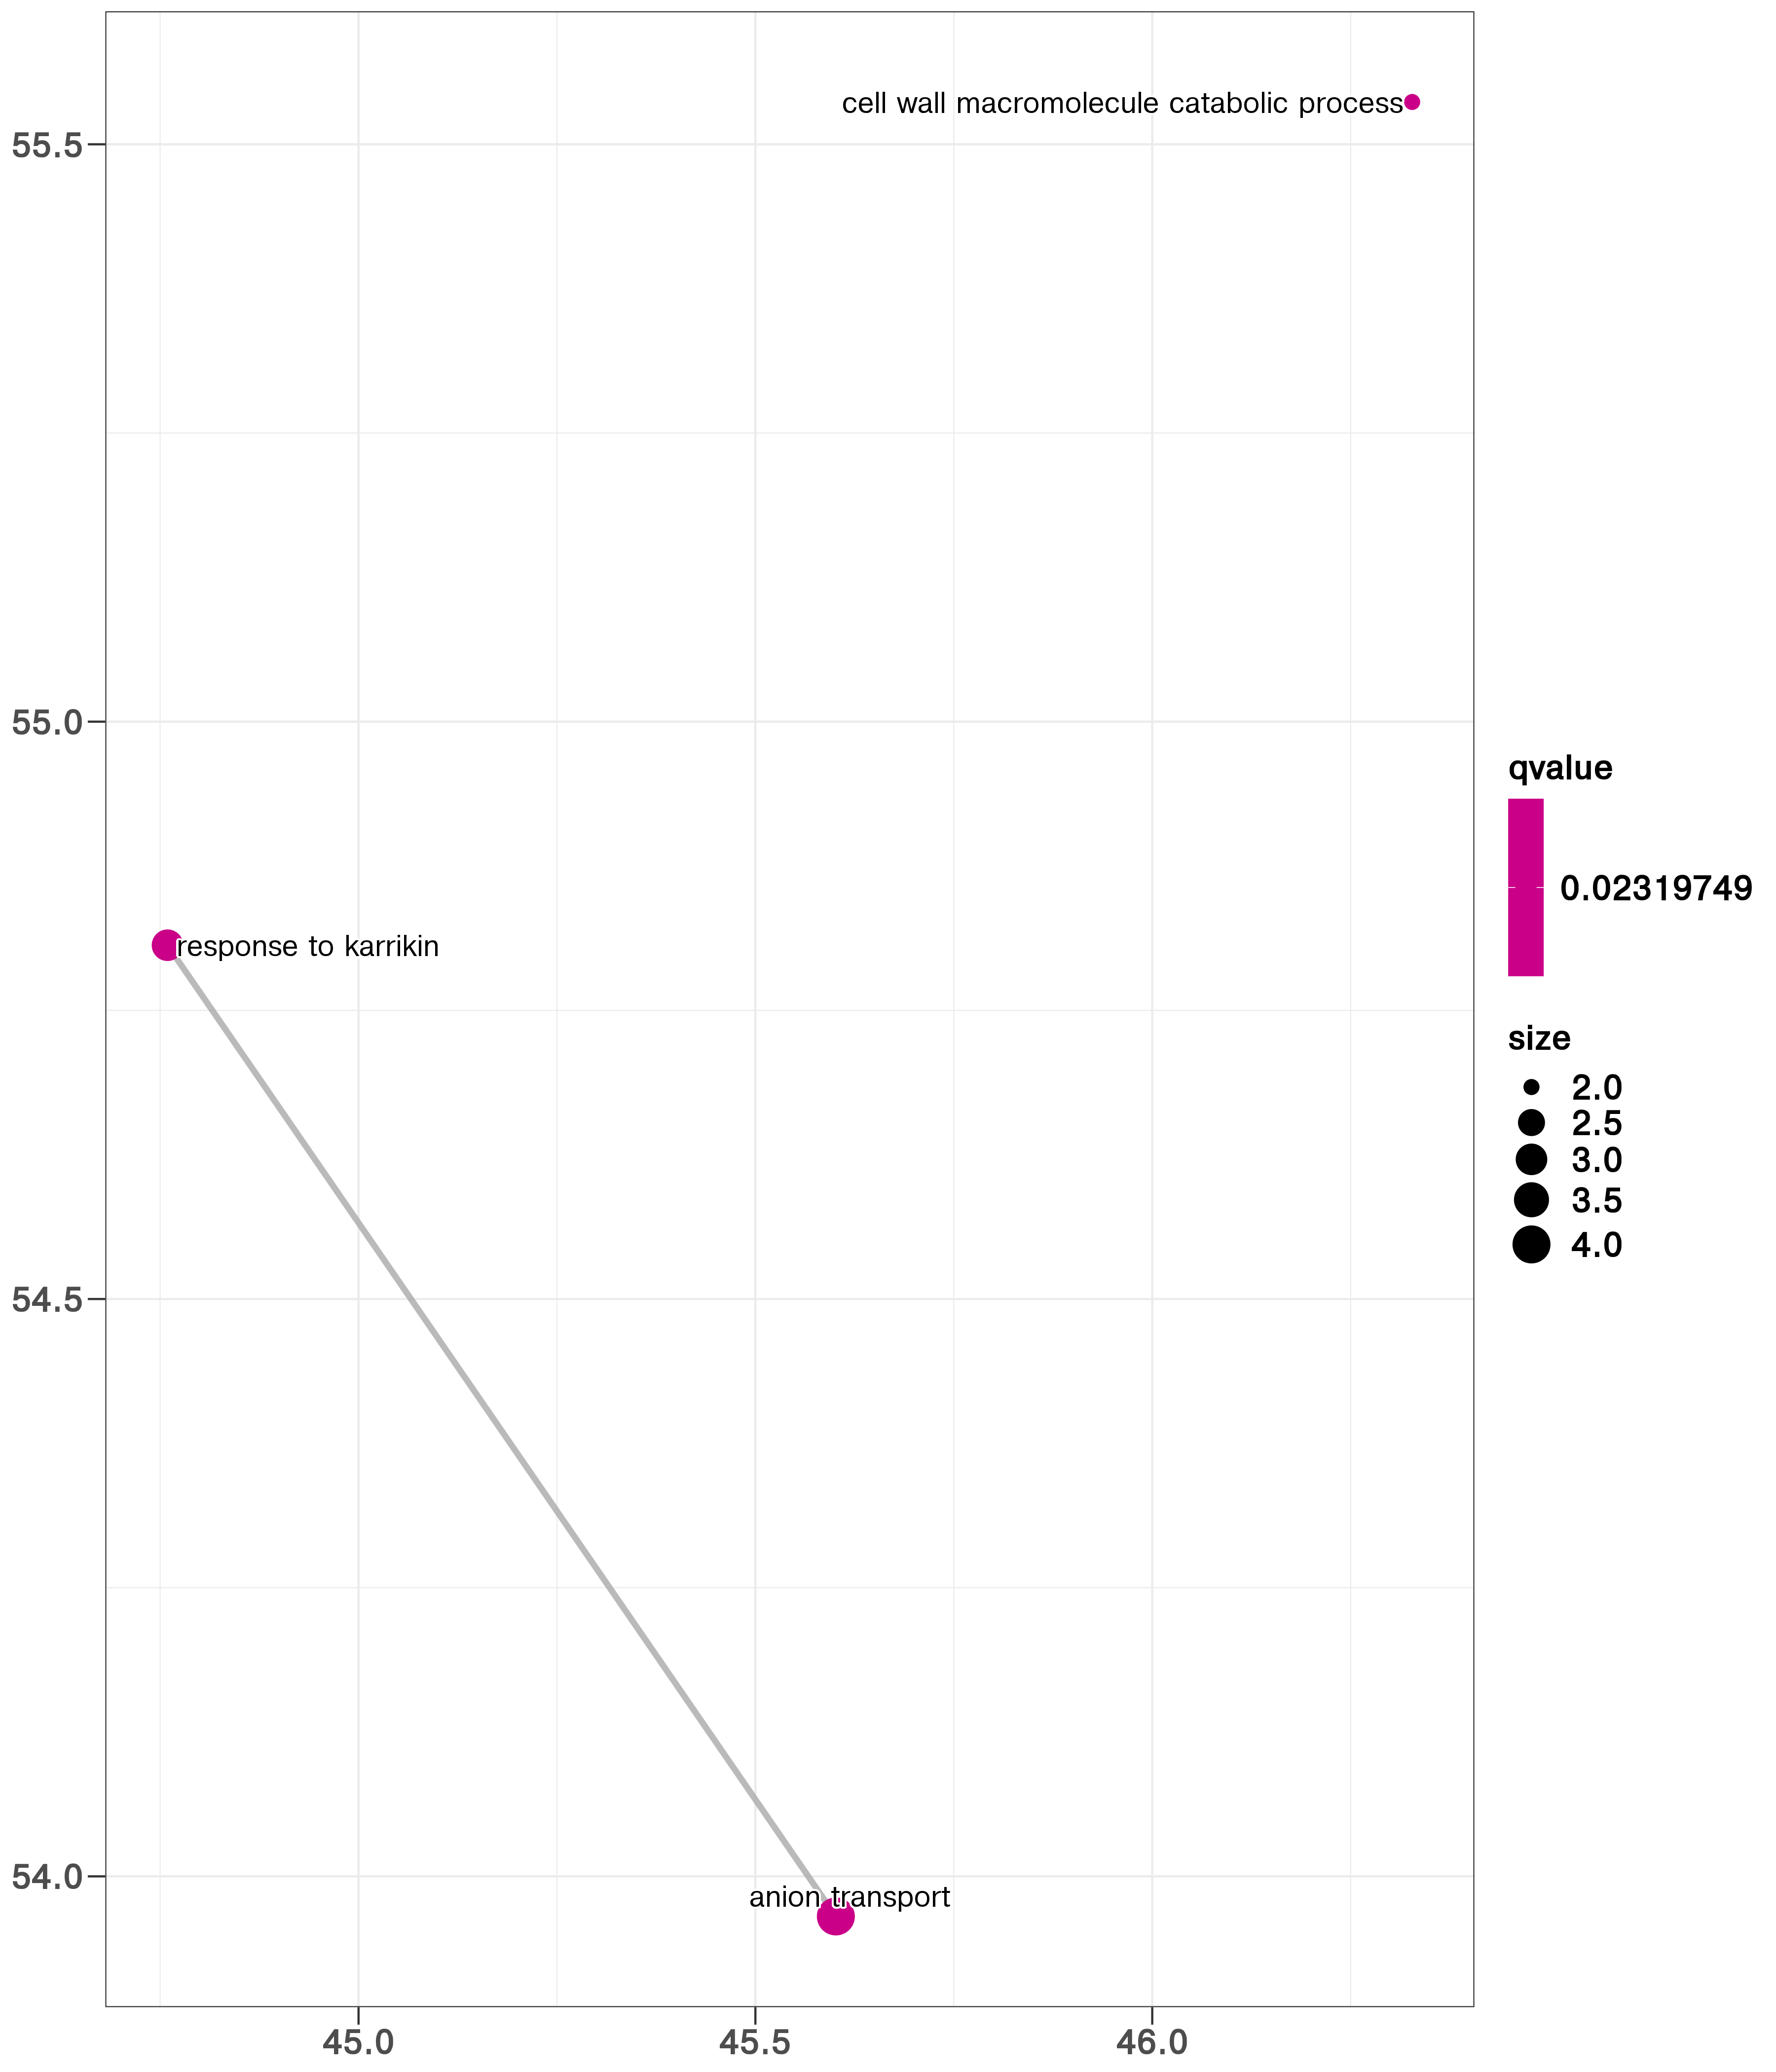 cell wall macromolecule catabolic process
55.5
55.0
response to karrikin
54.5
54.0
anion transport
45.0 45.5 46.0
qvalue
0.02319749
size
2.0
2.5
3.0
3.5
4.0